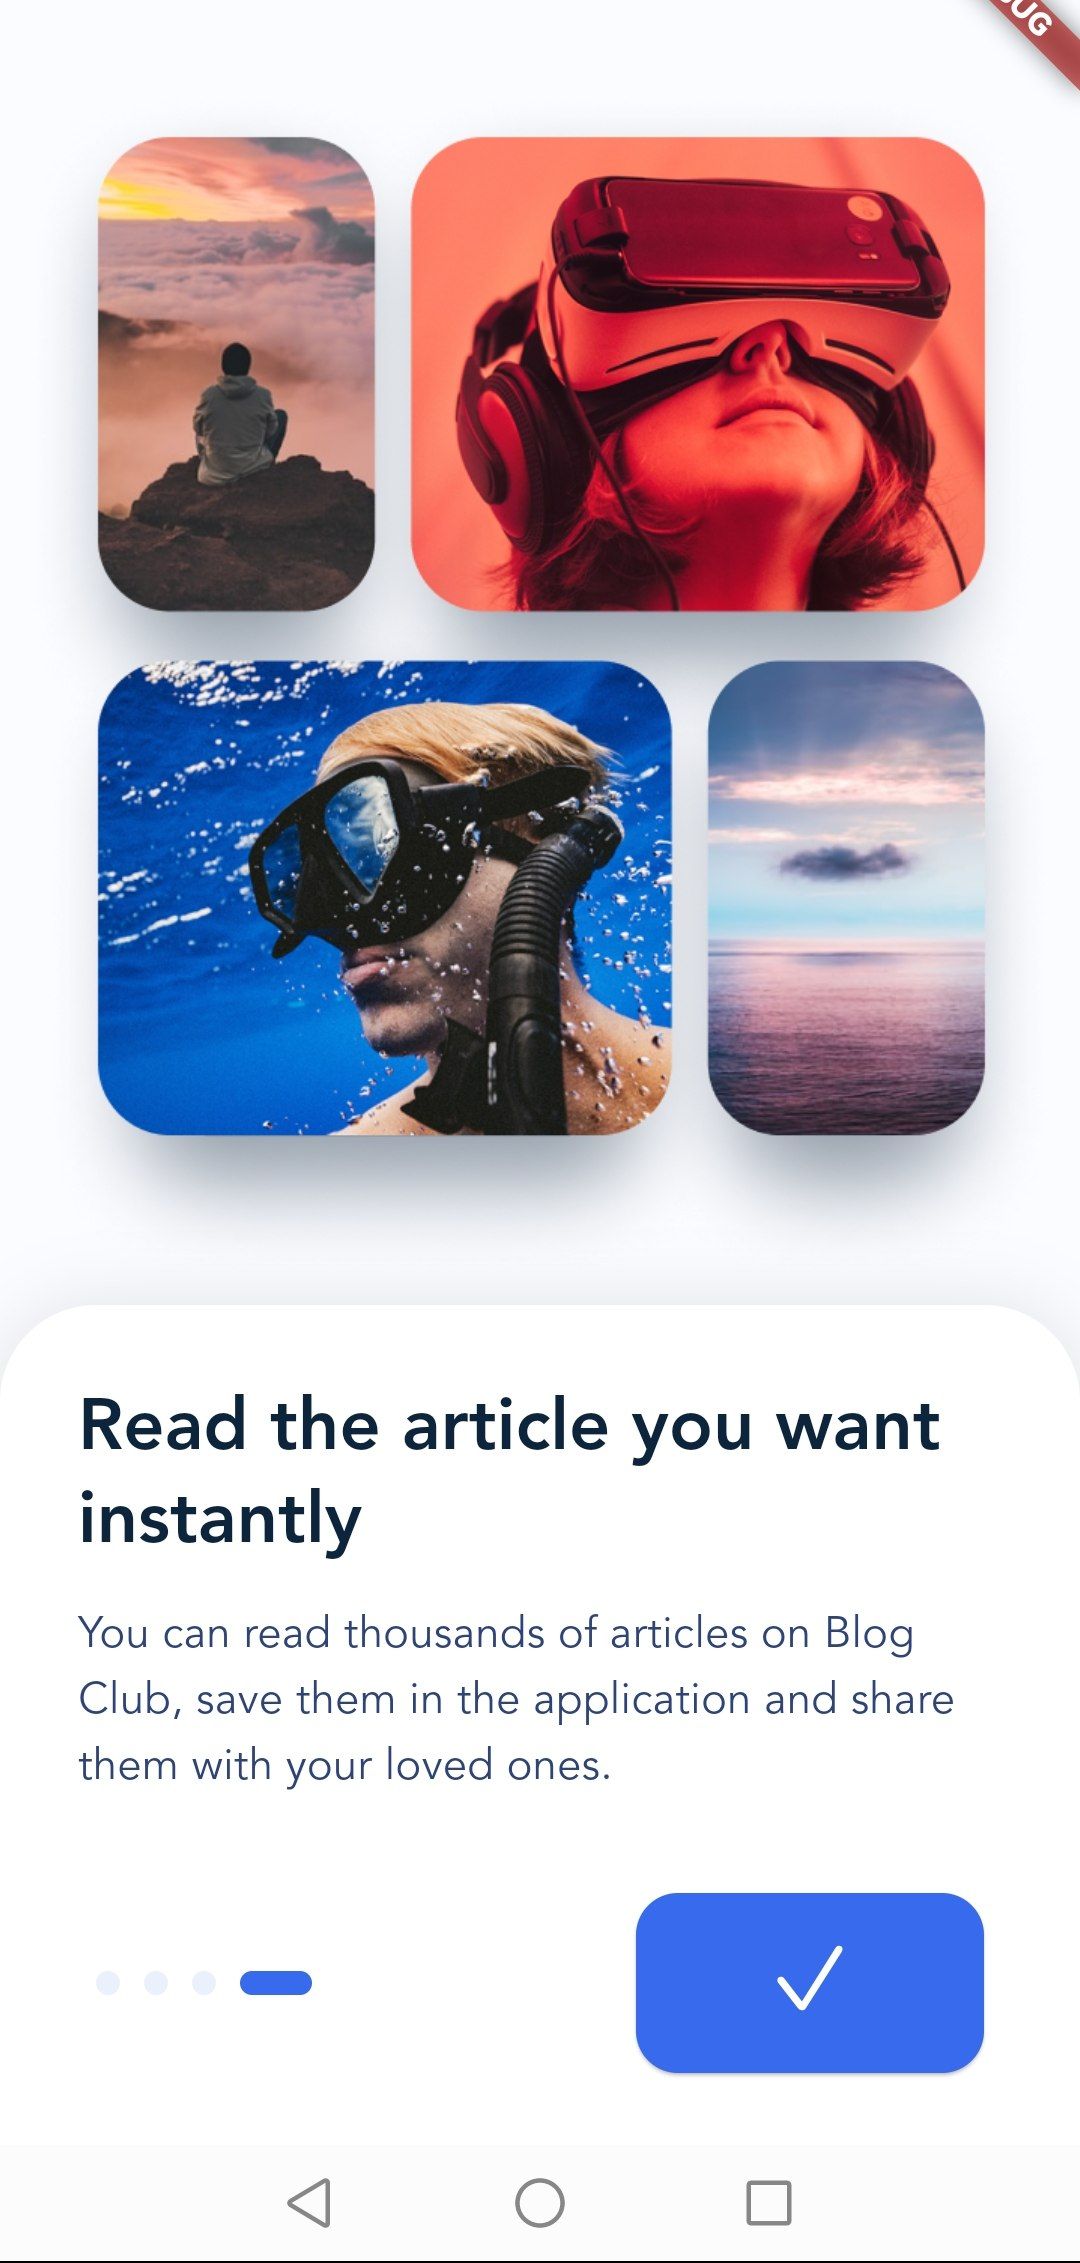 Read the article you want
instantly
You can read thousands of articles on Blog
Club, save them in the application and share
them with your loved ones.